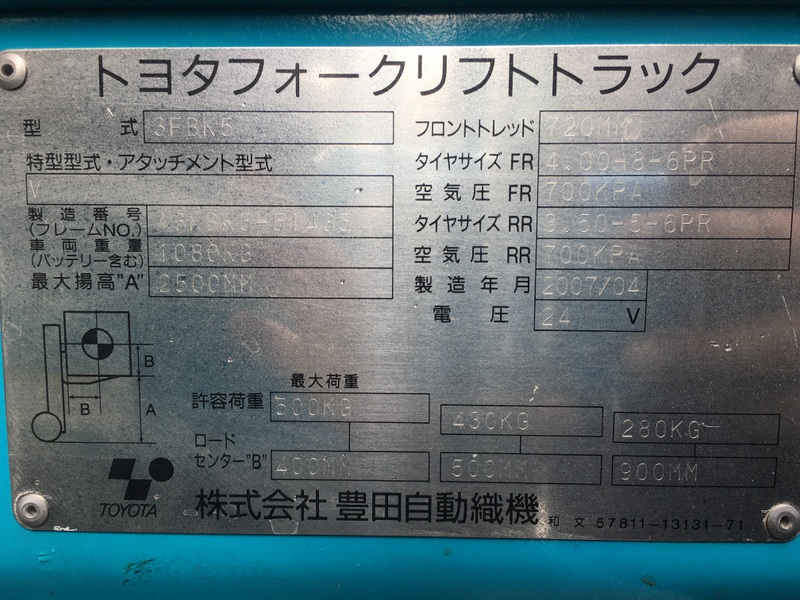 トヨタフォークリフトトラック
型 式 3FBK5
特型型式・アタッチメント型式
V
製造番号
(フレームNO.)
車両重量 1080KG
(バッテリー含む)
最大揚高"A" 2500MM
フロントトレッド 720MM
タイヤサイズ FR 4.00-8-6PR
空気圧 FR 700KPA
タイヤサイズ RR 3.50-5-6PR
空気圧 RR 700KPA
製造年月 2007/04
電圧 24 V
B
B
A
最大荷重
許容荷重 500KG 430KG 280KG
ロード
センター"B" 400MM 500MM 900MM
TOYOTA
株式会社 豊田自動織機
和文 57811-13131-71